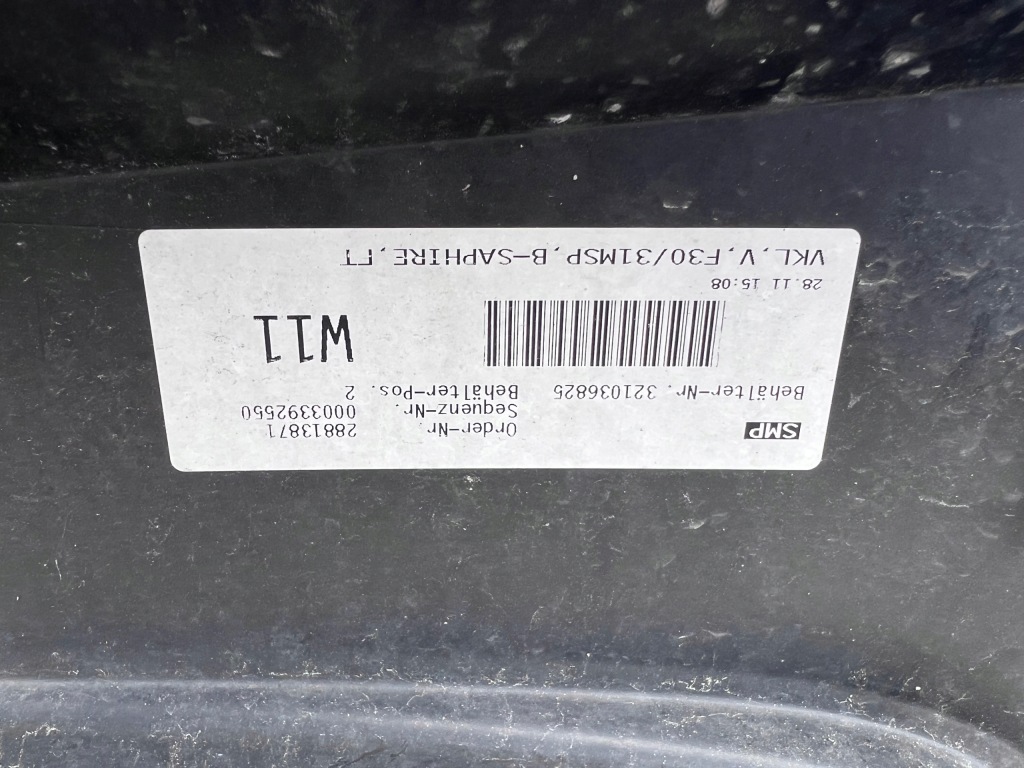 SMP
Order-Nr. 28813871
Sequenz-Nr. 0003392550
Behälter-Nr. 321036825 Behälter-Pos. 2
W11
28.11 15:08
VKL,V,F30/31MSP,B-SAPHIRE,FT